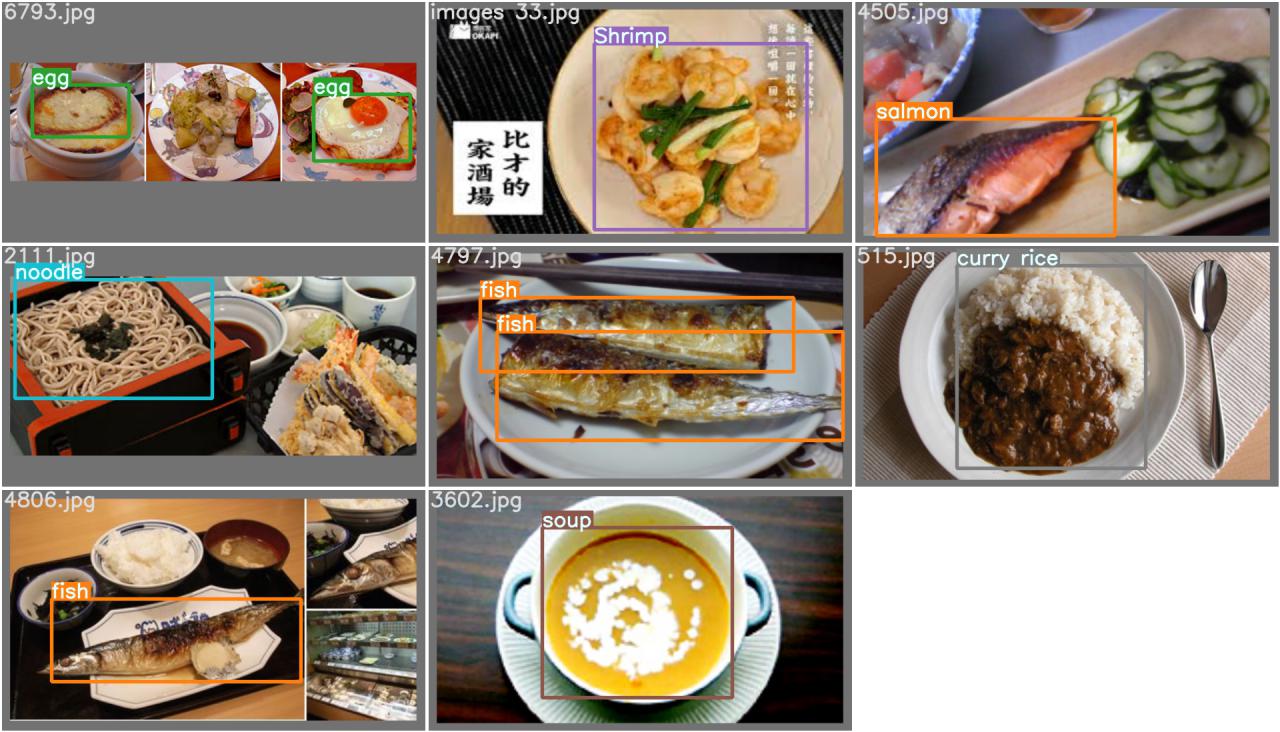 6793.jpg
egg
egg
images 33.jpg
OKAPI
Shrimp
比才的
家酒場
4505.jpg
salmon
2111.jpg
noodle
4797.jpg
fish
fish
515.jpg
curry rice
4806.jpg
fish
3602.jpg
soup